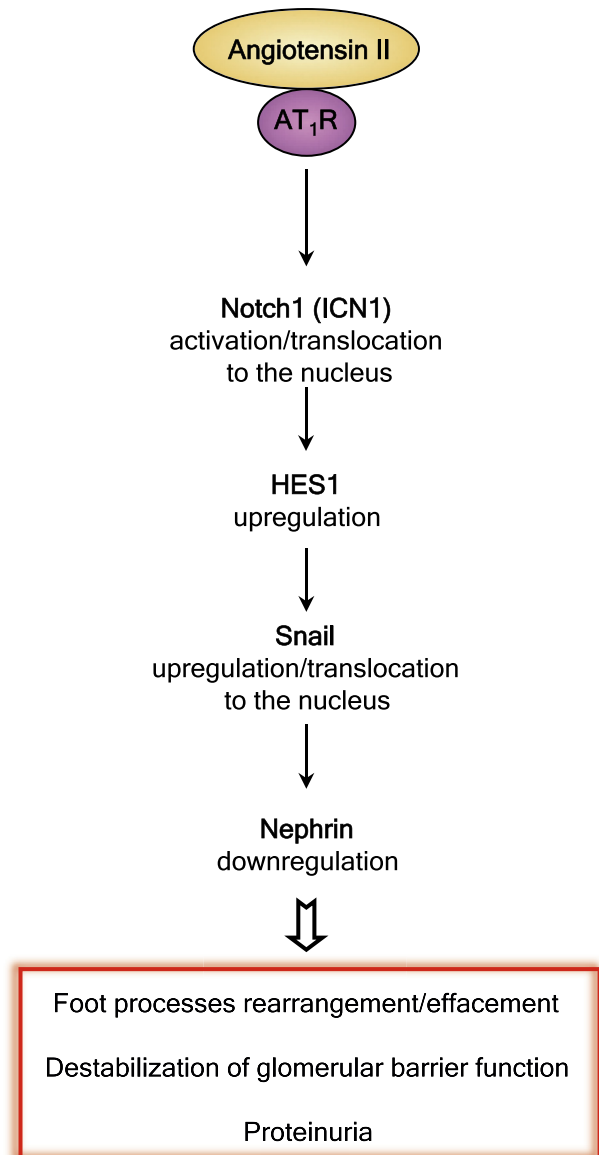 Angiotensin II
AT₁R
Notch1 (ICN1)
activation/translocation
to the nucleus
HES1
upregulation
Snail
upregulation/translocation
to the nucleus
Nephrin
downregulation
Foot processes rearrangement/effacement
Destabilization of glomerular barrier function
Proteinuria